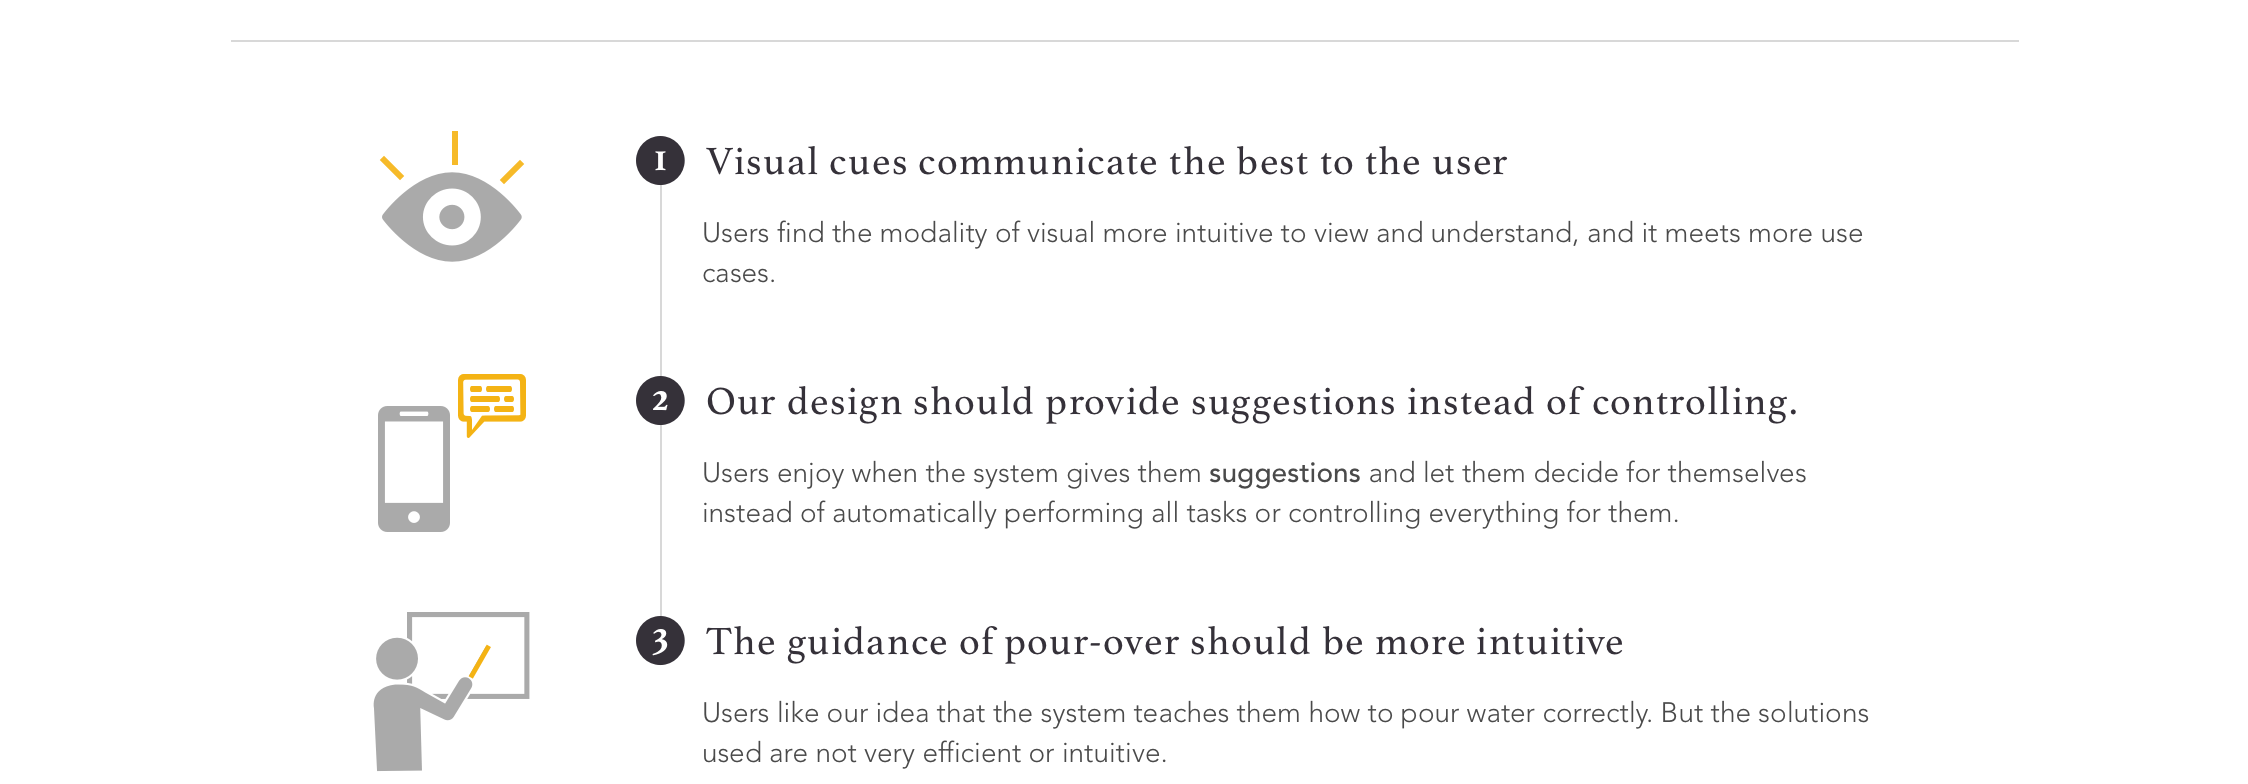 1 Visual cues communicate the best to the user
Users find the modality of visual more intuitive to view and understand, and it meets more use
cases.
2 Our design should provide suggestions instead of controlling.
Users enjoy when the system gives them suggestions and let them decide for themselves
instead of automatically performing all tasks or controlling everything for them.
3 The guidance of pour-over should be more intuitive
Users like our idea that the system teaches them how to pour water correctly. But the solutions
used are not very efficient or intuitive.